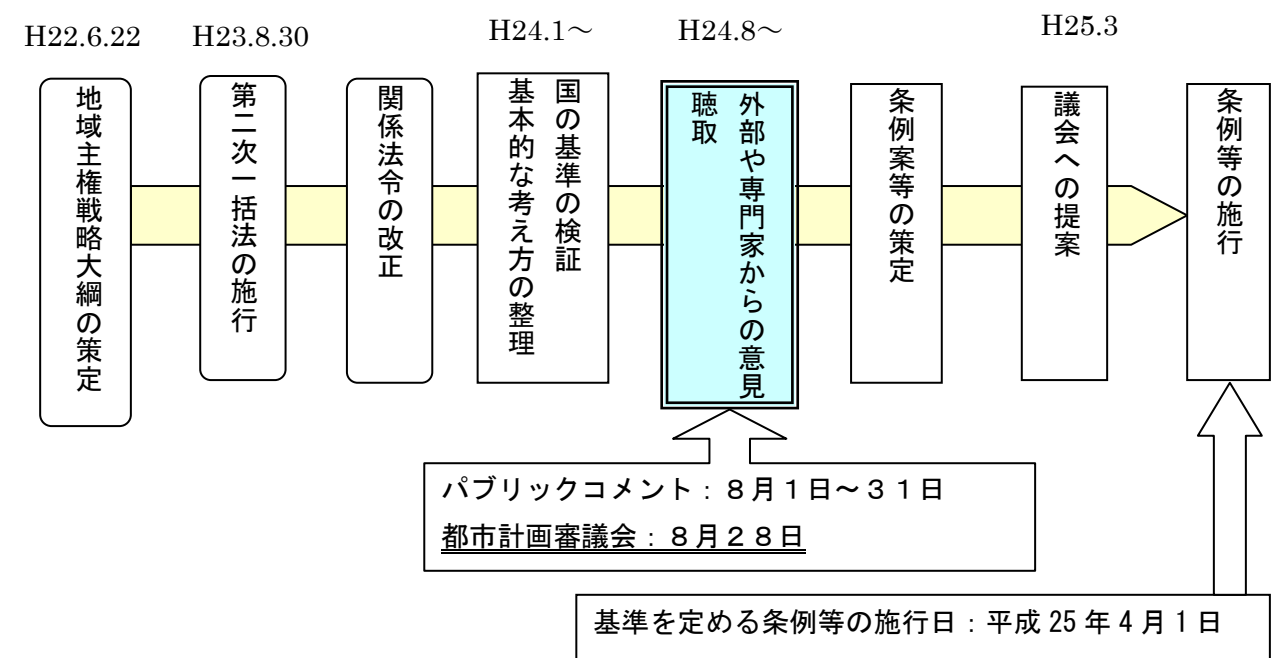 H22.6.22
H23.8.30
H24.1～
H24.8～
H25.3
地域主権戦略大綱の策定
第二次一括法の施行
関係法令の改正
国の基準の検証
基本的な考え方の整理
外部や専門家からの意見
聴取
条例案等の策定
議会への提案
条例等の施行
パブリックコメント：８月１日～３１日
都市計画審議会：８月２８日
基準を定める条例等の施行日：平成 25 年 4 月 1 日